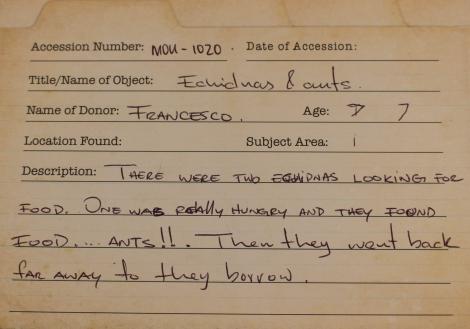 Accession Number: MOU-1020. Date of Accession:
Title/Name of Object: Echidnas & ants.
Name of Donor: FRANCESCO. Age: 7 7
Location Found: Subject Area: 1
Description: THERE WERE TWO ECHIDNAS LOOKING FOR
FOOD. ONE WAS REALLY HUNGRY AND THEY FOUND
FOOD.... ANTS!!. Then they went back
far away to they borrow.